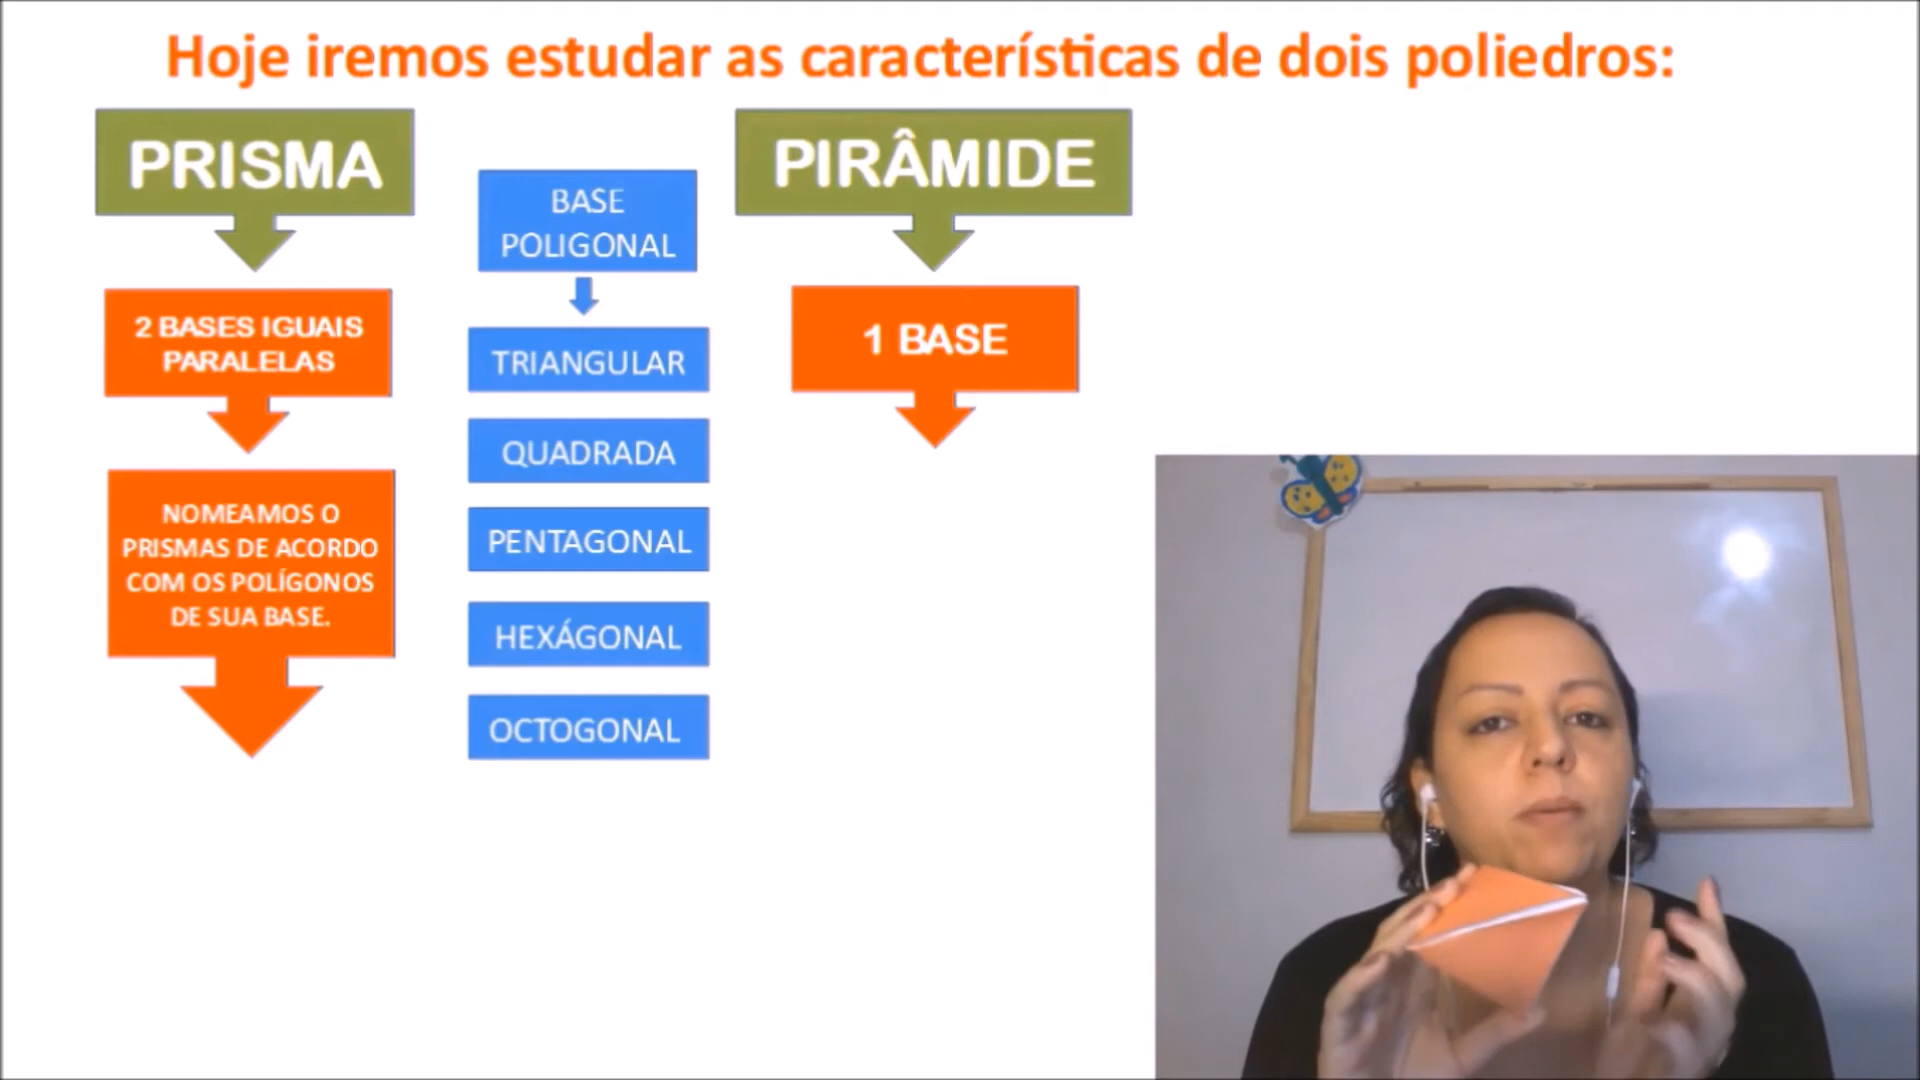 Hoje iremos estudar as características de dois poliedros:
PRISMA
2 BASES IGUAIS
PARALELAS
NOMEAMOS O
PRISMAS DE ACORDO
COM OS POLÍGONOS
DE SUA BASE.
BASE
POLIGONAL
TRIANGULAR
QUADRADA
PENTAGONAL
HEXÁGONAL
OCTOGONAL
PIRÂMIDE
1 BASE